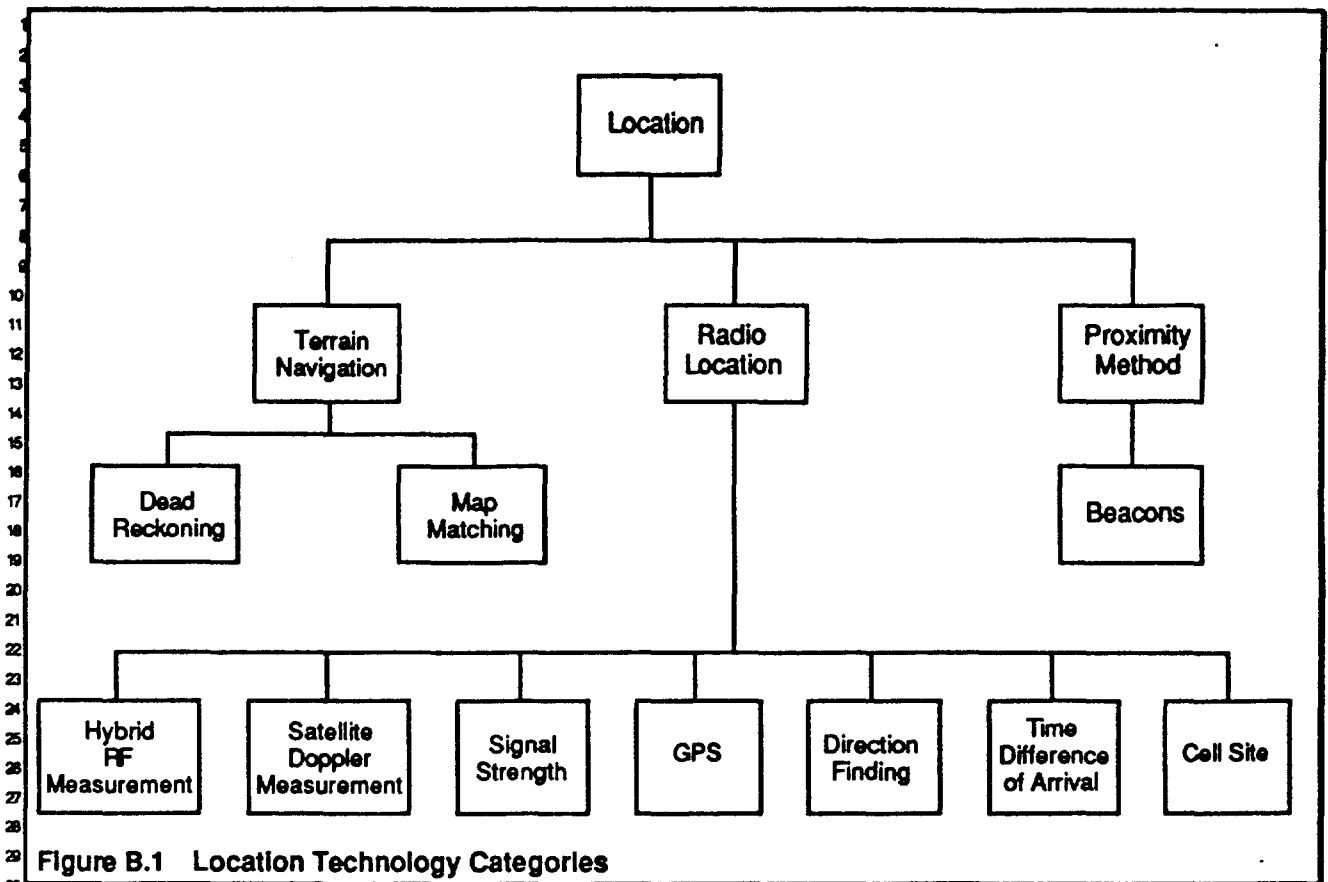 1
2
3
4
5
6
7
8
9
10
11
12
13
14
15
16
17
18
19
20
21
22
23
24
25
26
27
28
29
Location
Terrain
Navigation
Radio
Location
Proximity
Method
Dead
Reckoning
Map
Matching
Beacons
Hybrid
RF
Measurement
Satellite
Doppler
Measurement
Signal
Strength
GPS
Direction
Finding
Time
Difference
of Arrival
Cell Site
Figure B.1 Location Technology Categories